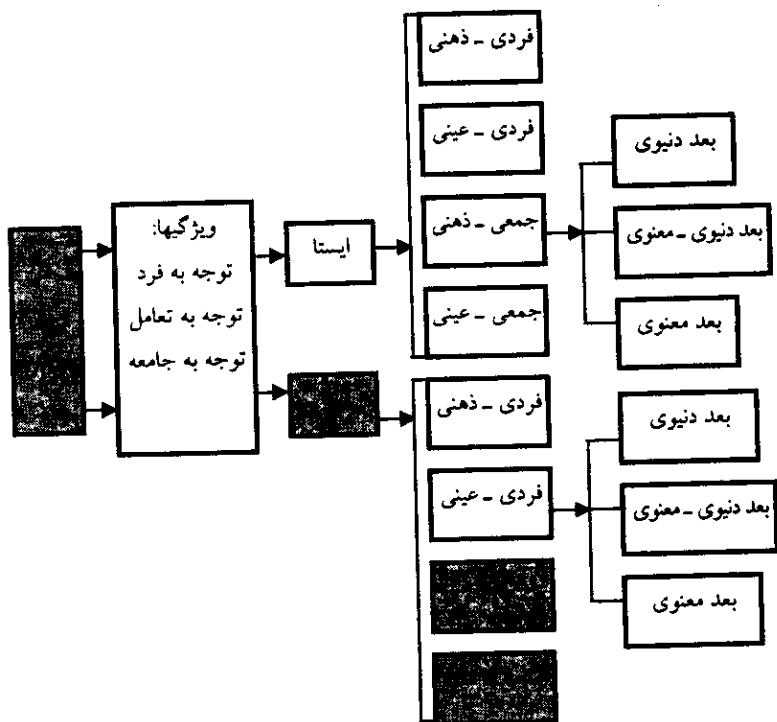 ویژگیها:
توجه به فرد
توجه به تعامل
توجه به جامعه
ایستا
فردی - ذهنی
فردی - عینی
جمعی - ذهنی
جمعی - عینی
بعد دنیوی
بعد دنیوی - معنوی
بعد معنوی
فردی - ذهنی
فردی - عینی
بعد دنیوی
بعد دنیوی - معنوی
بعد معنوی